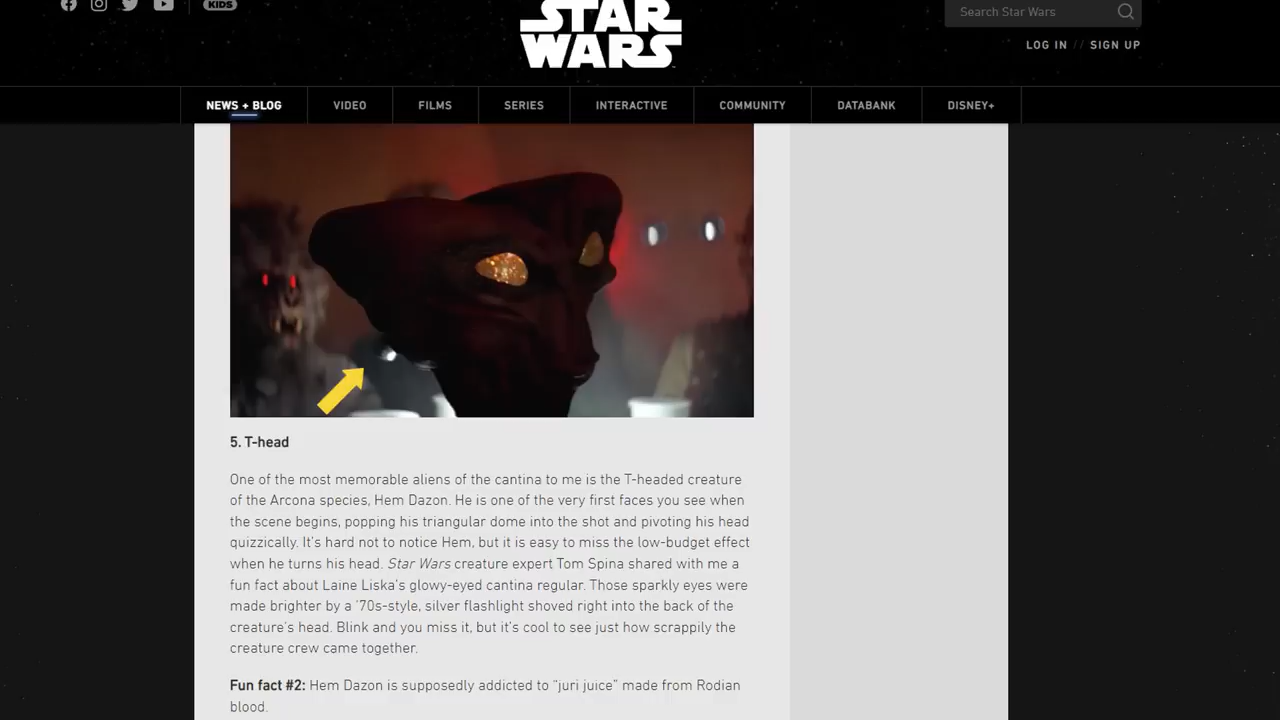 KIDS
STAR
WARS
Search Star Wars
LOG IN // SIGN UP
NEWS + BLOG VIDEO FILMS SERIES INTERACTIVE COMMUNITY DATABANK DISNEY+
5. T-head
One of the most memorable aliens of the cantina to me is the T-headed creature
of the Arcona species, Hem Dazon. He is one of the very first faces you see when
the scene begins, popping his triangular dome into the shot and pivoting his head
quizzically. It’s hard not to notice Hem, but it is easy to miss the low-budget effect
when he turns his head. Star Wars creature expert Tom Spina shared with me a
fun fact about Laine Liska’s glowy-eyed cantina regular. Those sparkly eyes were
made brighter by a ’70s-style, silver flashlight shoved right into the back of the
creature’s head. Blink and you miss it, but it’s cool to see just how scrappily the
creature crew came together.
Fun fact #2: Hem Dazon is supposedly addicted to “juri juice” made from Rodian
blood.